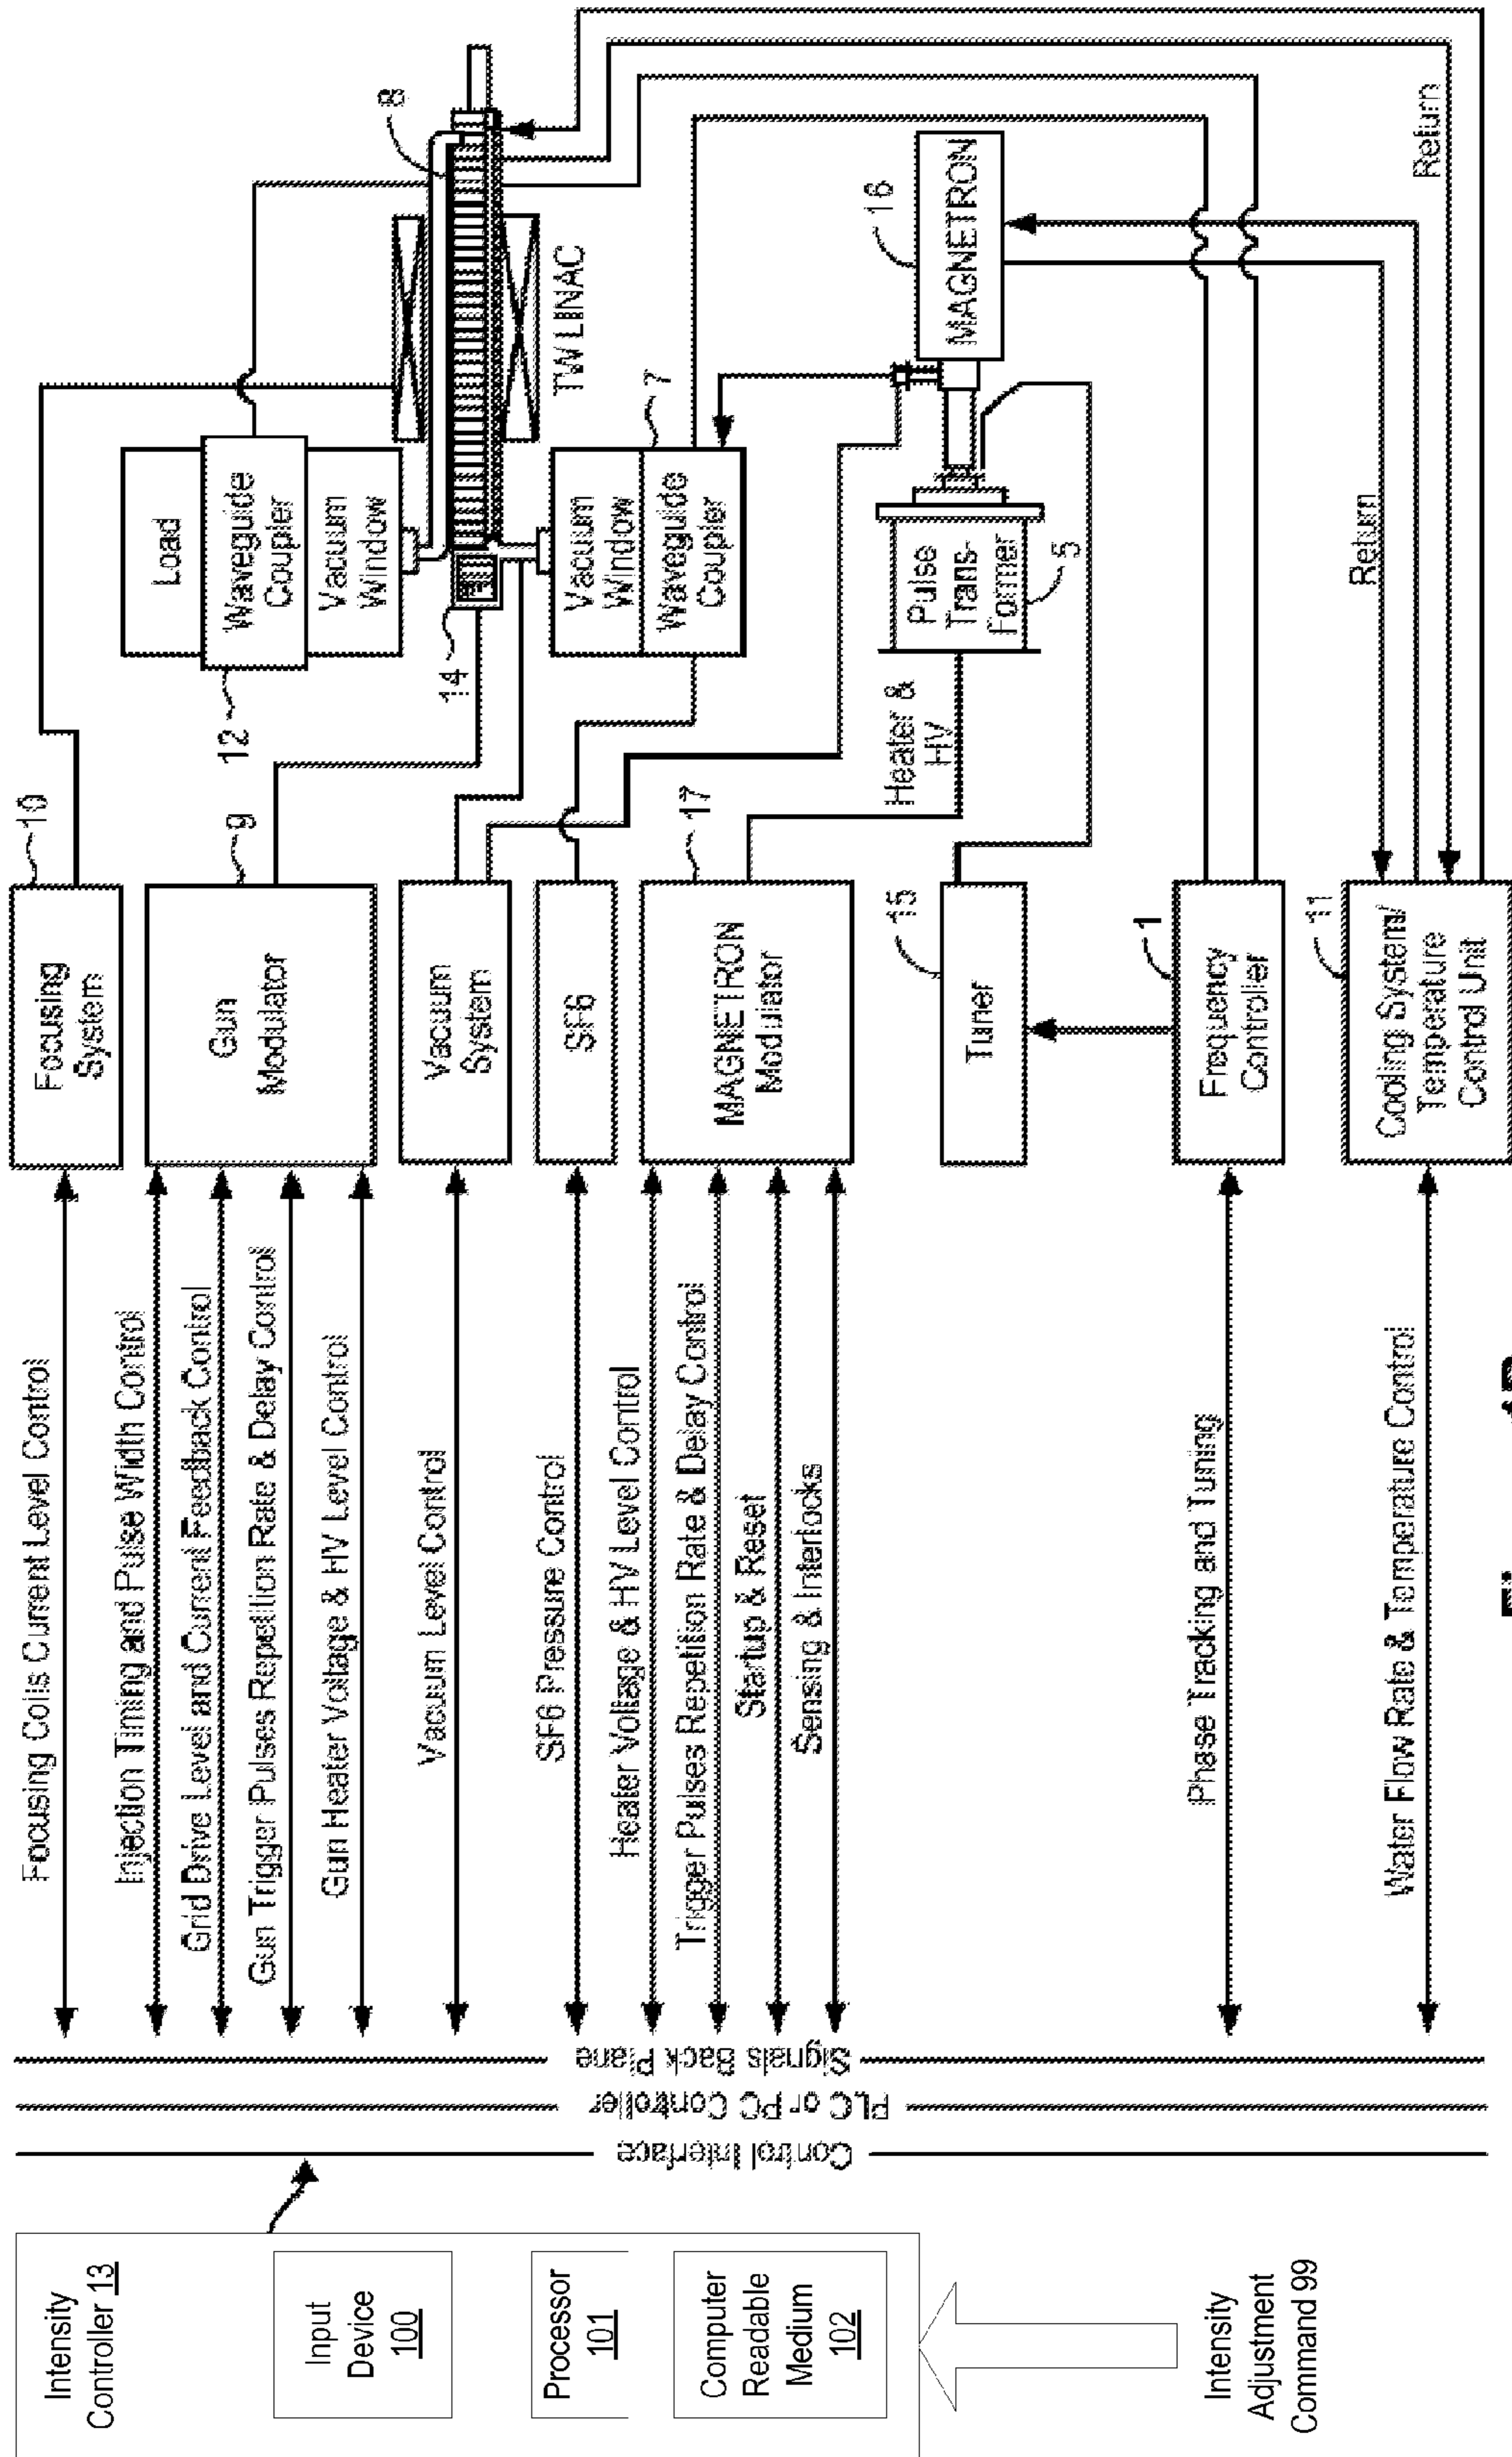 Intensity
Controller 13
Input
Device
100
Processor
101
Computer
Readable
Medium
102
Intensity
Adjustment
Command 99
Control Interface
PLC or PC Controller
Signals Back Plane
Focusing Coils Current Level Control
Injection Timing and Pulse Width Control
Grid Drive Level and Current Feedback Control
Gun Trigger Pulses Repetition Rate & Delay Control
Gun Heater Voltage & HV Level Control
Vacuum Level Control
SF6 Pressure Control
Heater Voltage & HV Level Control
Trigger Pulses Repetition Rate & Delay Control
Startup & Reset
Sensing & Interlocks
Phase Tracking and Tuning
Water Flow Rate & Temperature Control
Focusing
System
10
Gun
Modulator
9
Vacuum
System
SF6
MAGNETRON
Modulator
17
Tuner
15
Frequency
Controller
1
Cooling System/
Temperature
Control Unit
11
Load
Waveguide
Coupler
Vacuum
Window
12
14
8
TW LINAC
Vacuum
Window
Waveguide
Coupler
7
Heater &
HV
Pulse
Trans-
Former
5
MAGNETRON
16
Return
Return